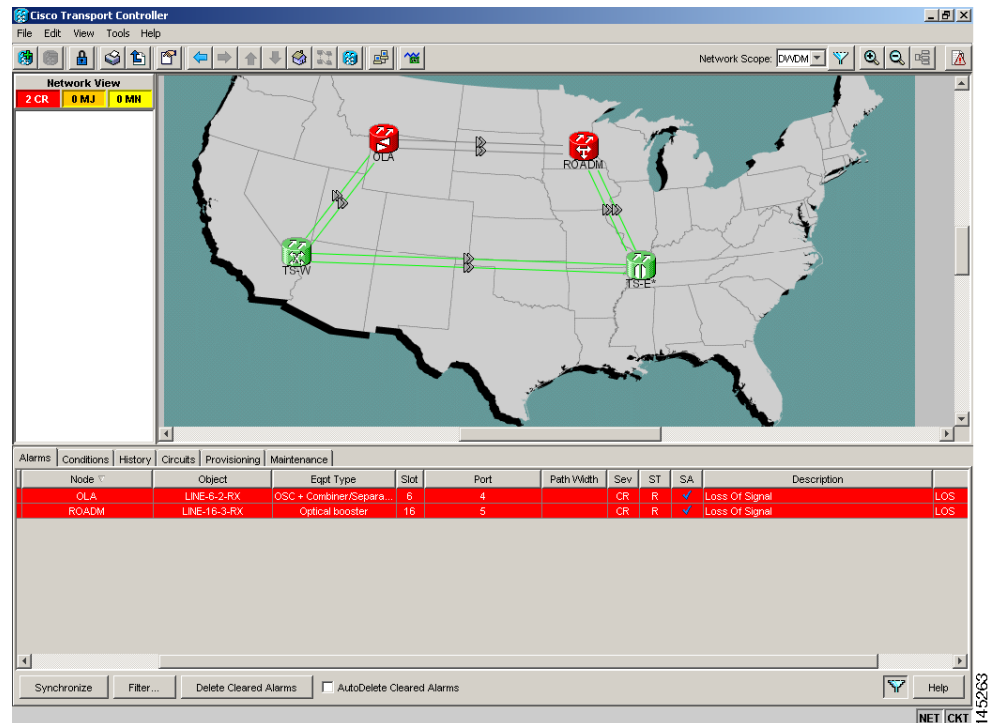 Cisco Transport Controller
File Edit View Tools Help
Network Scope: DWDM
Network View
2 CR 0 MJ 0 MN
OLA
ROADM
TS-W
TS-E*
Alarms Conditions History Circuits Provisioning Maintenance
Node Object Eqpt Type Slot Port Path Width Sev ST SA Description
OLA LINE-6-2-RX OSC + Combiner/Separa... 6 4 CR R Loss Of Signal LOS
ROADM LINE-16-3-RX Optical booster 16 5 CR R Loss Of Signal LOS
Synchronize Filter... Delete Cleared Alarms AutoDelete Cleared Alarms Help
NET CKT
145263